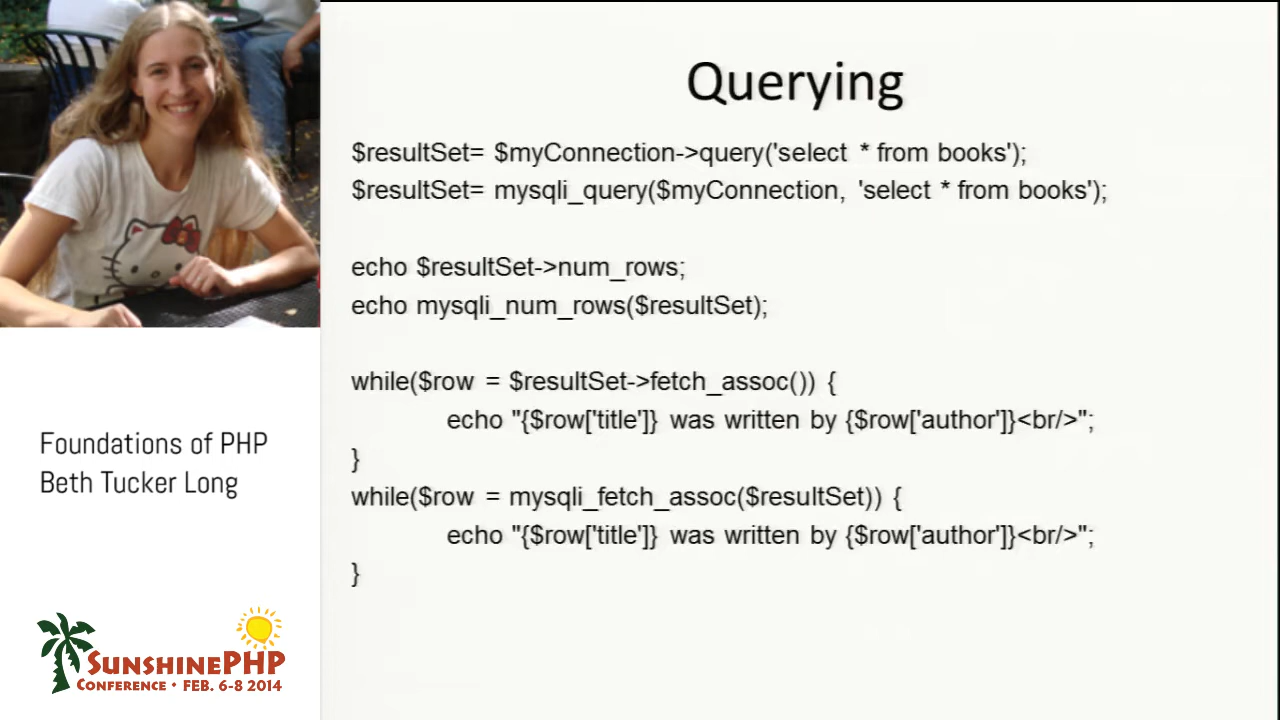 Querying
$resultSet= $myConnection->query('select * from books');
$resultSet= mysqli_query($myConnection, 'select * from books');
echo $resultSet->num_rows;
echo mysqli_num_rows($resultSet);
while($row = $resultSet->fetch_assoc()) {
echo "{$row['title']} was written by {$row['author']}<br/>";
}
while($row = mysqli_fetch_assoc($resultSet)) {
echo "{$row['title']} was written by {$row['author']}<br/>";
}
Foundations of PHP
Beth Tucker Long
SUNSHINEPHP
CONFERENCE • FEB. 6-8 2014